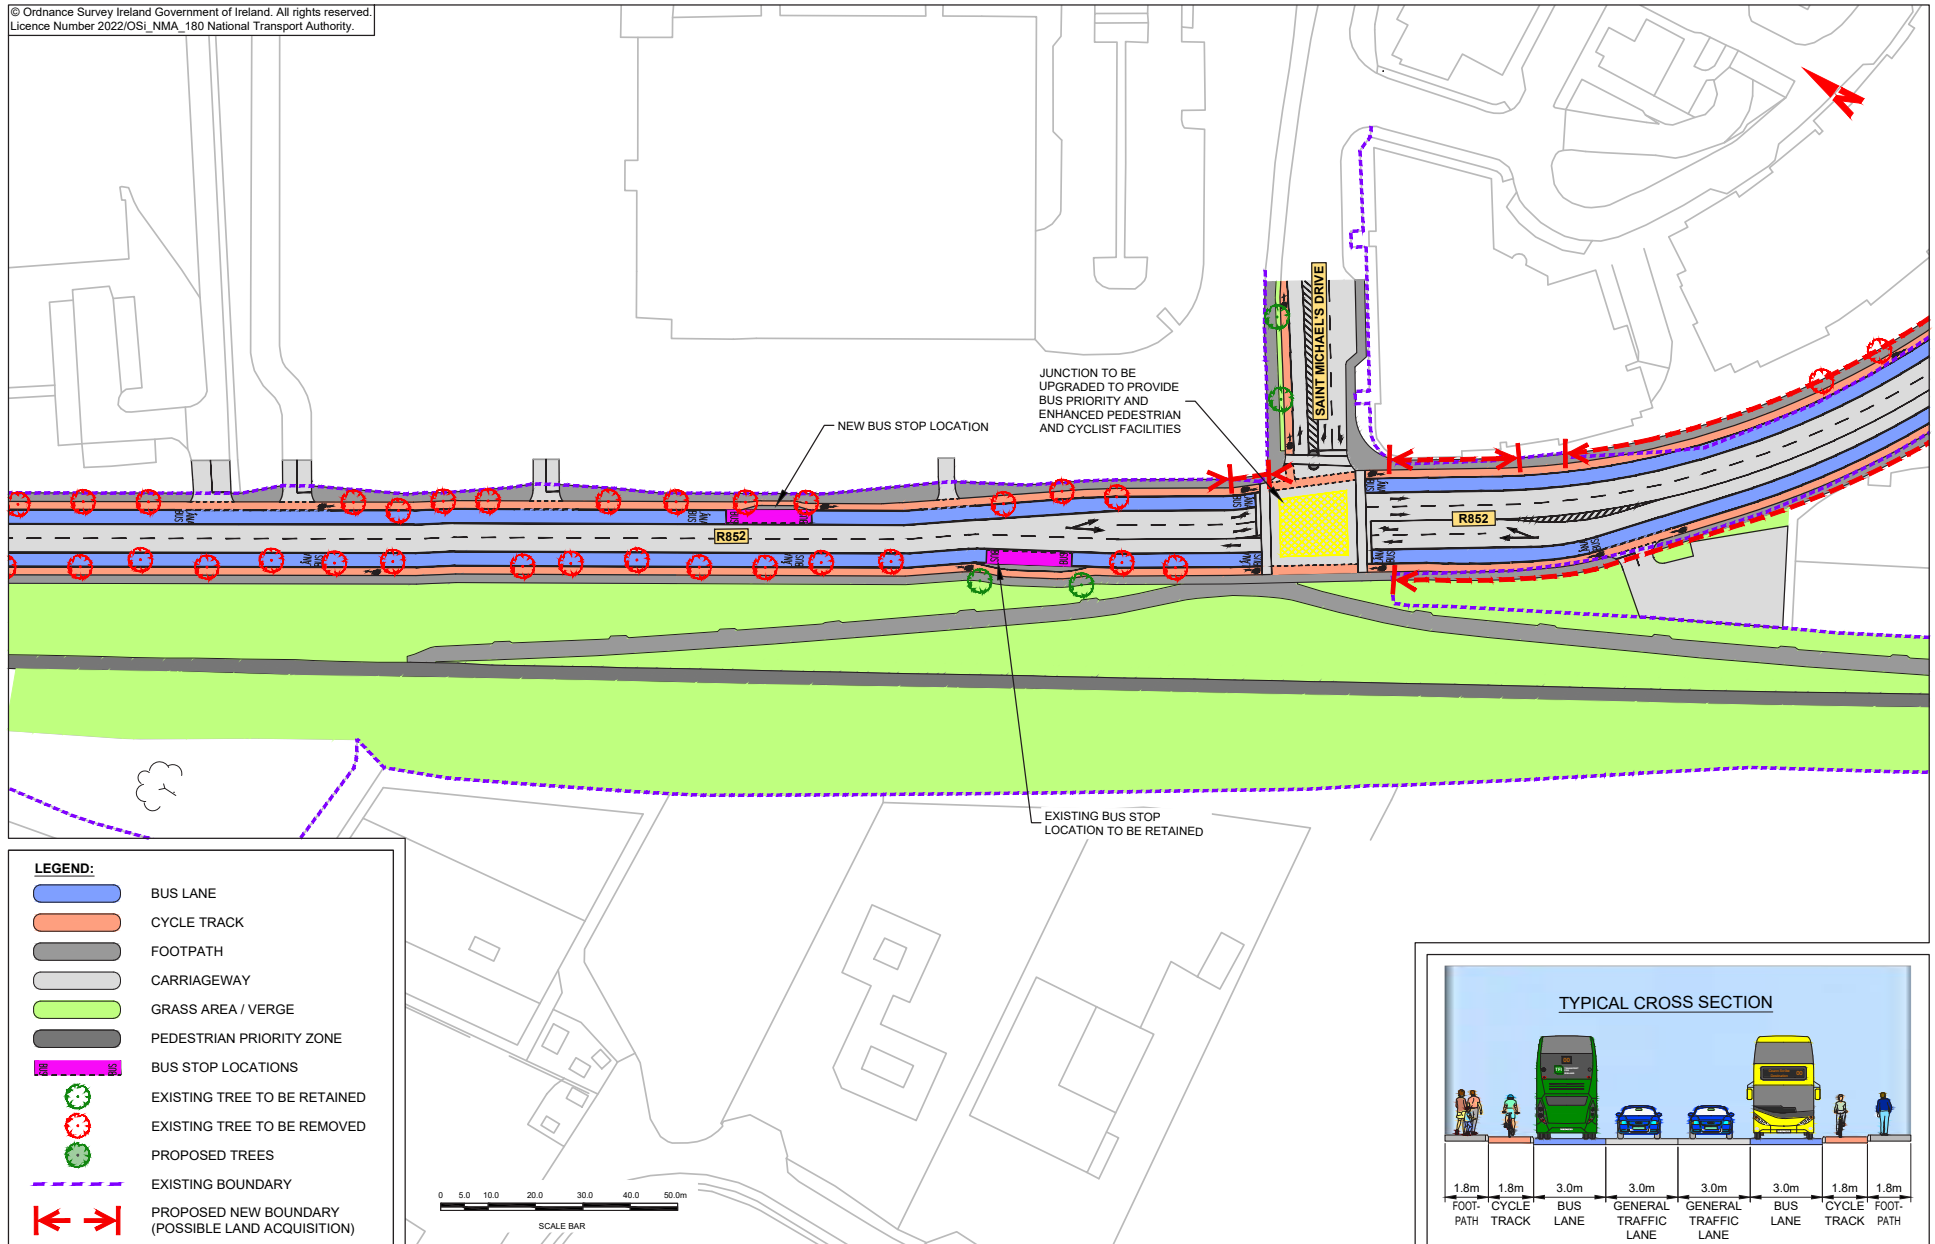 © Ordnance Survey Ireland Government of Ireland. All rights reserved.
Licence Number 2022/OSi_NMA_180 National Transport Authority.
JUNCTION TO BE
UPGRADED TO PROVIDE
BUS PRIORITY AND
ENHANCED PEDESTRIAN
AND CYCLIST FACILITIES
SAINT MICHAEL'S DRIVE
NEW BUS STOP LOCATION
R852
R852
EXISTING BUS STOP
LOCATION TO BE RETAINED
LEGEND:
BUS LANE
CYCLE TRACK
FOOTPATH
CARRIAGEWAY
GRASS AREA / VERGE
PEDESTRIAN PRIORITY ZONE
BUS STOP LOCATIONS
EXISTING TREE TO BE RETAINED
EXISTING TREE TO BE REMOVED
PROPOSED TREES
EXISTING BOUNDARY
PROPOSED NEW BOUNDARY
(POSSIBLE LAND ACQUISITION)
0 5.0 10.0 20.0 30.0 40.0 50.0m
SCALE BAR
TYPICAL CROSS SECTION
1.8m 1.8m 3.0m 3.0m 3.0m 3.0m 1.8m 1.8m
FOOT- CYCLE BUS GENERAL GENERAL BUS CYCLE FOOT-
PATH TRACK LANE TRAFFIC TRAFFIC LANE TRACK PATH
LANE LANE